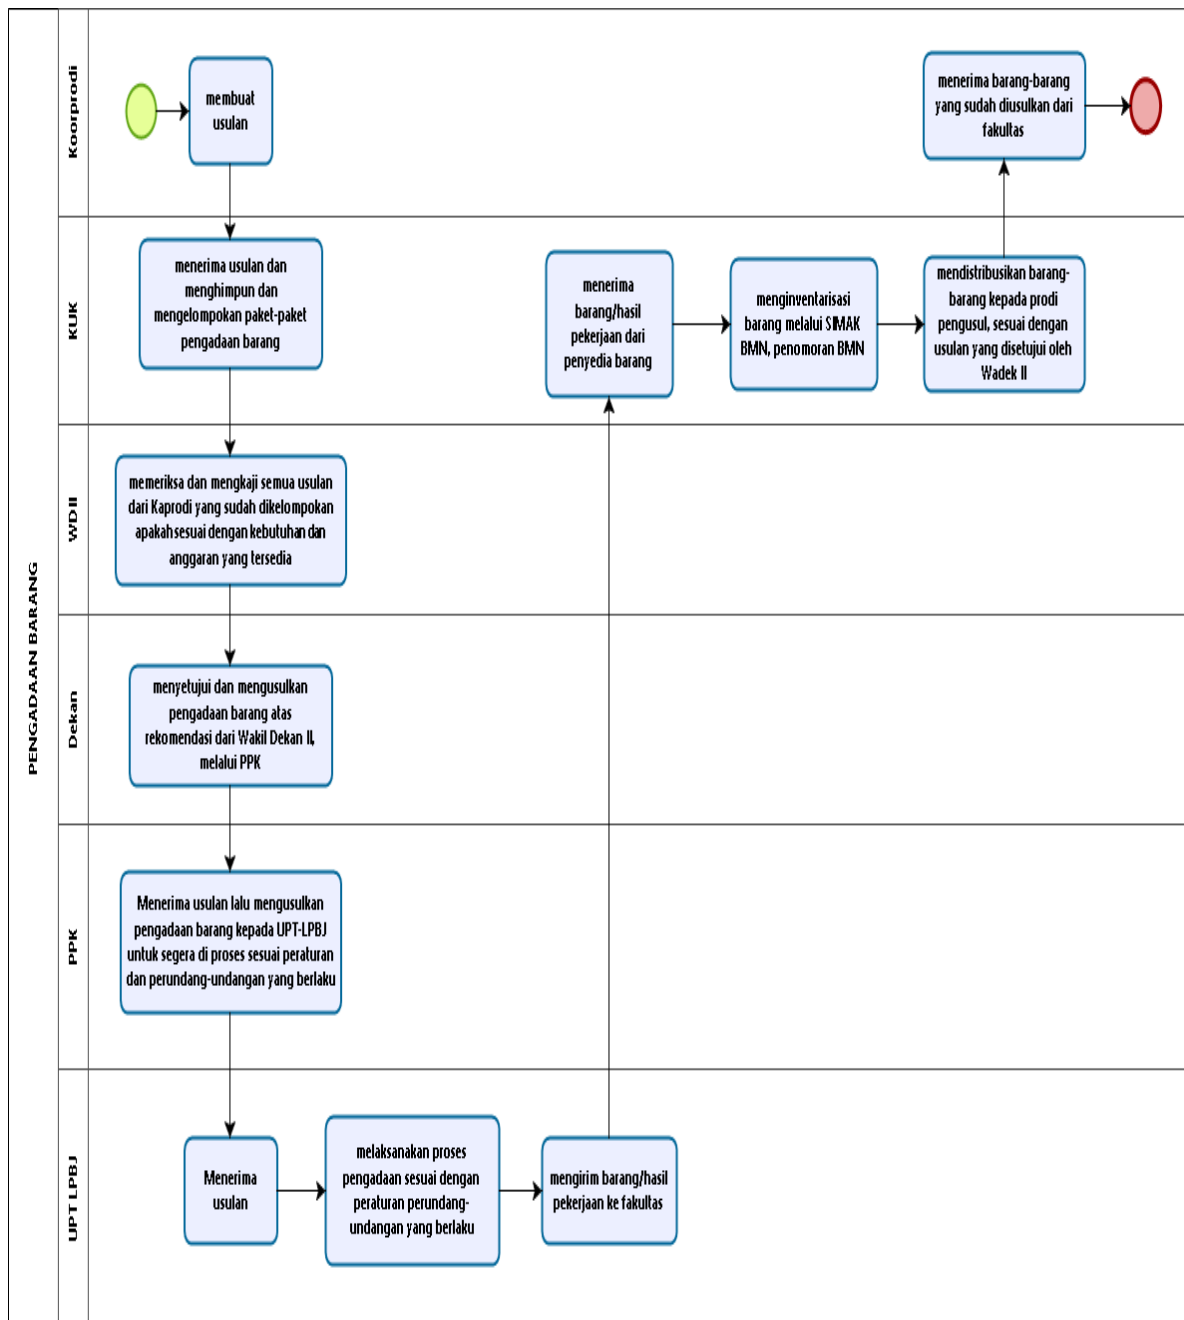 PENGADAAN BARANG
Koorprodi
membuat
usulan
menerima barang-barang
yang sudah diusulkan dari
fakultas
KUK
menerima usulan dan
menghimpun dan
mengelompokan paket-paket
pengadaan barang
menerima
barang/hasil
pekerjaan dari
penyedia barang
menginventarisasi
barang melalui SIMAK
BMN, penomoran BMN
mendistribusikan barang-
barang kepada prodi
pengusul, sesuai dengan
usulan yang disetujui oleh
Wadek II
WD II
memeriksa dan mengkaji semua usulan
dari Kaprodi yang sudah dikelompokan
apakah sesuai dengan kebutuhan dan
anggaran yang tersedia
Dekan
menyetujui dan mengusulkan
pengadaan barang atas
rekomendasi dari Wakil Dekan II,
melalui PPK
PPK
Menerima usulan lalu mengusulkan
pengadaan barang kepada UPT-LPBJ
untuk segera di proses sesuai peraturan
dan perundang-undangan yang berlaku
UPT LPBJ
Menerima
usulan
melaksanakan proses
pengadaan sesuai dengan
peraturan perundang-
undangan yang berlaku
mengirim barang/hasil
pekerjaan ke fakultas